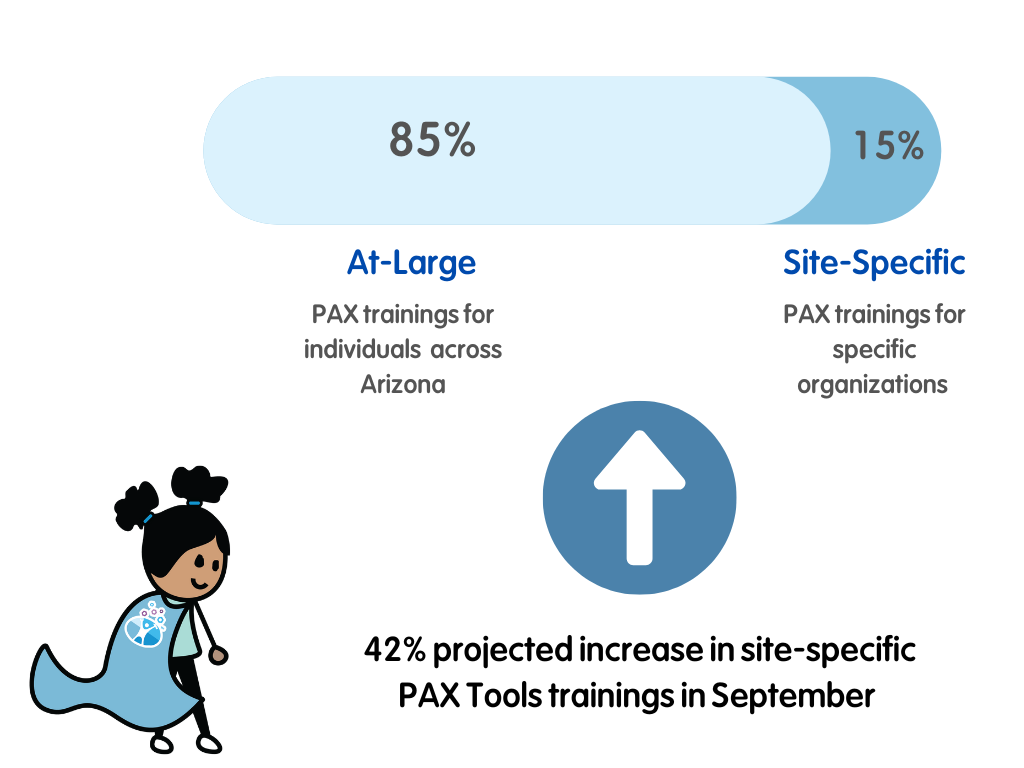 85%
15%
At-Large
Site-Specific
PAX trainings for
individuals across
Arizona
PAX trainings for
specific
organizations
42% projected increase in site-specific
PAX Tools trainings in September